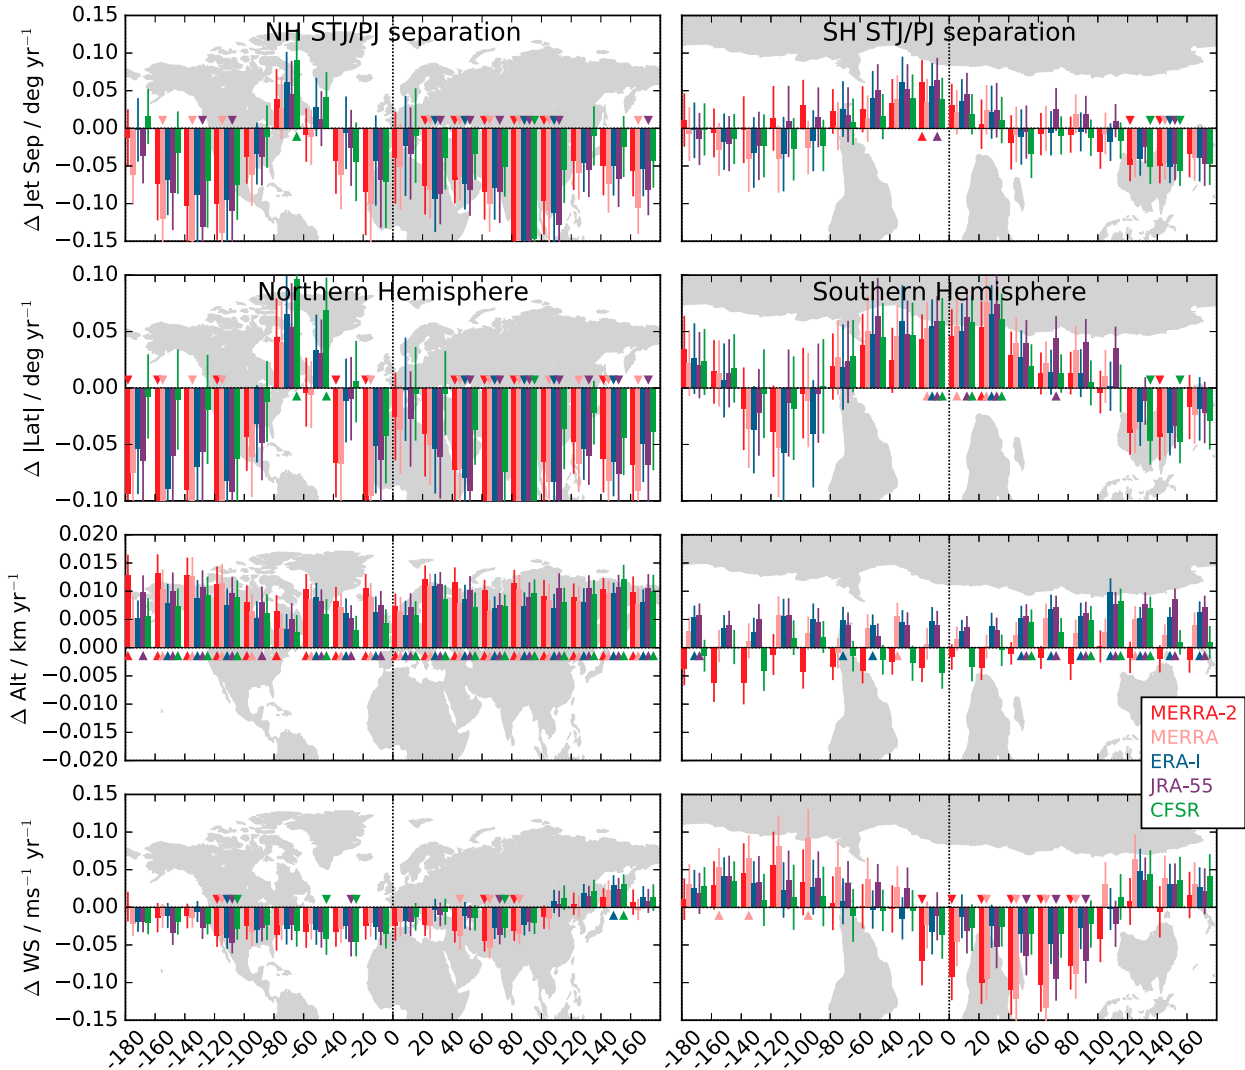 NH STJ/PJ separation
SH STJ/PJ separation
Δ Jet Sep / deg yr⁻¹
0.15
0.10
0.05
0.00
−0.05
−0.10
−0.15
Northern Hemisphere
Southern Hemisphere
Δ |Lat| / deg yr⁻¹
0.10
0.05
0.00
−0.05
−0.10
Δ Alt / km yr⁻¹
0.020
0.015
0.010
0.005
0.000
−0.005
−0.010
−0.015
−0.020
MERRA-2
MERRA
ERA-I
JRA-55
CFSR
Δ WS / ms⁻¹ yr⁻¹
0.15
0.10
0.05
0.00
−0.05
−0.10
−0.15
-180 -160 -140 -120 -100 -80 -60 -40 -20 0 20 40 60 80 100 120 140 160
-180 -160 -140 -120 -100 -80 -60 -40 -20 0 20 40 60 80 100 120 140 160